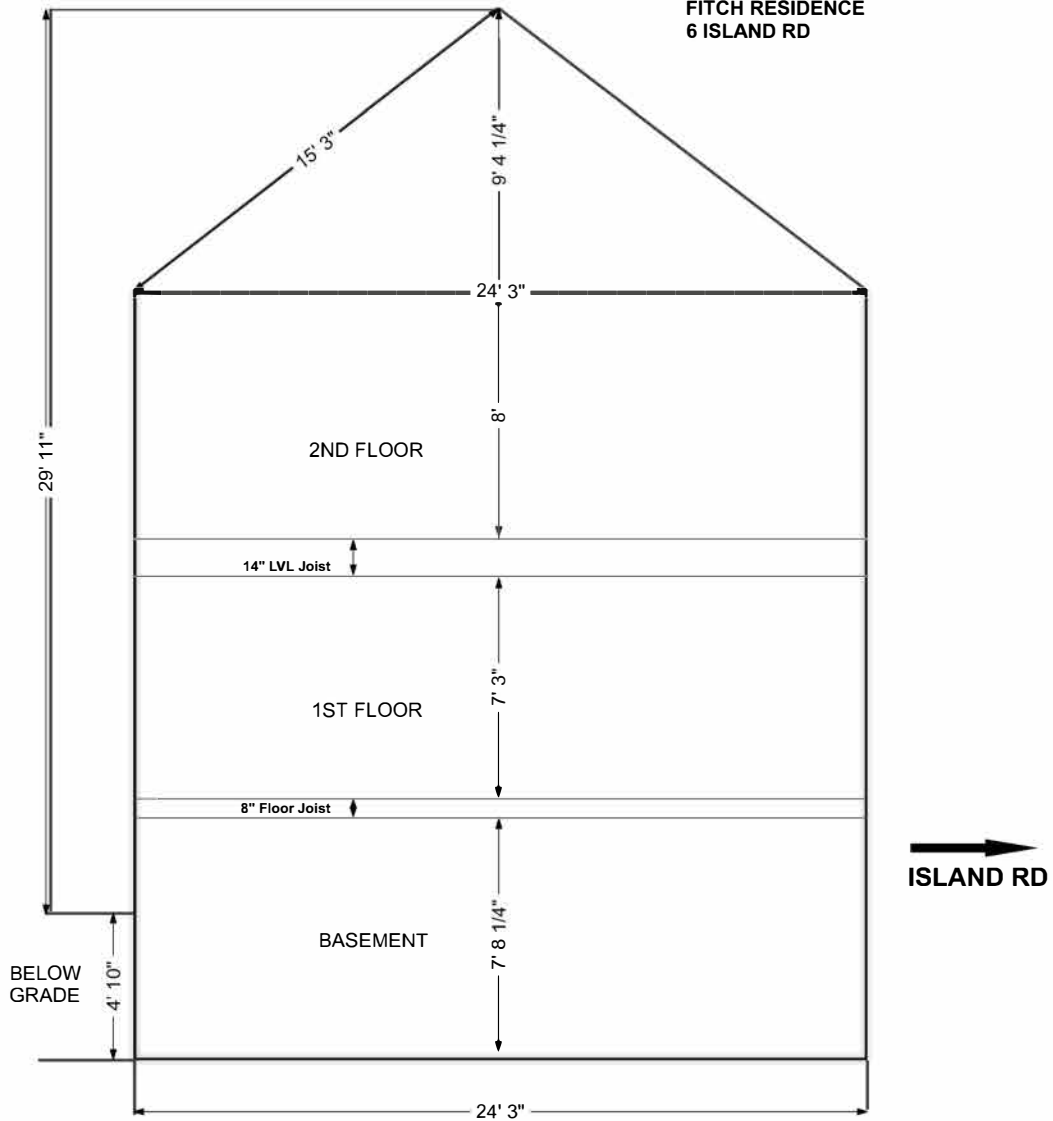 FITCH RESIDENCE
6 ISLAND RD
15' 3"
9' 4 1/4"
24' 3"
8'
29' 11"
2ND FLOOR
14" LVL Joist
7' 3"
1ST FLOOR
8" Floor Joist
ISLAND RD
7' 8 1/4"
BASEMENT
BELOW
GRADE
4' 10"
24' 3"